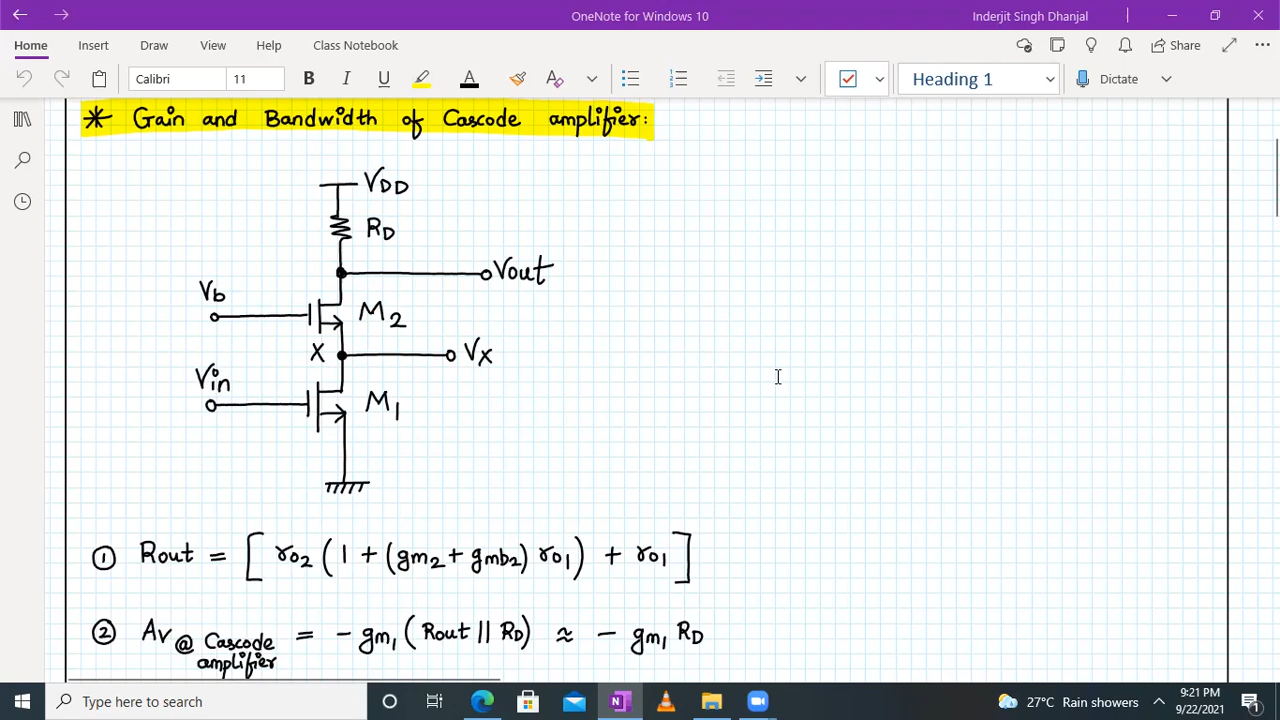 OneNote for Windows 10
Inderjit Singh Dhanjal
Home Insert Draw View Help Class Notebook
Share
Calibri 11 B I U A Heading 1 Dictate
* Gain and Bandwidth of Cascode amplifier:
VDD
RD
Vout
Vb
M2
X
Vx
Vin
M1
① Rout = [ ro2 ( 1 + (gm2 + gmb2) ro1 ) + ro1 ]
② Av@ Cascode amplifier = - gm1 ( Rout || RD ) ≈ - gm1 RD
Type here to search
27°C Rain showers
9:21 PM
9/22/2021
1